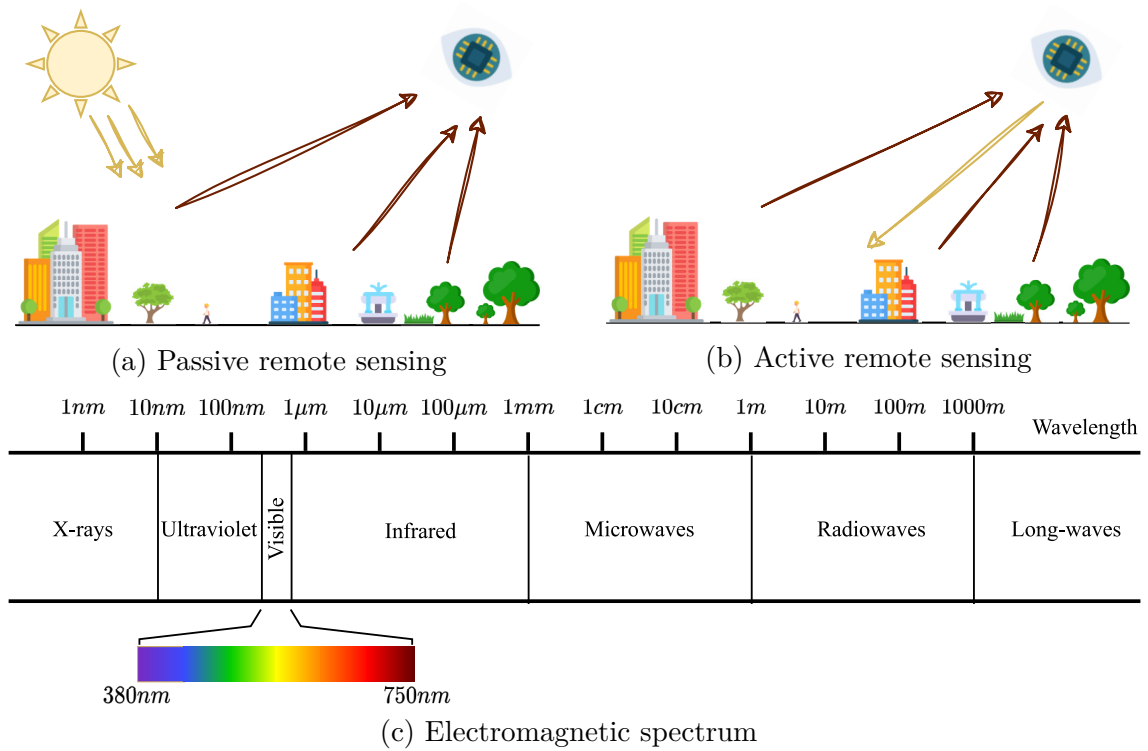 (a) Passive remote sensing
(b) Active remote sensing
1nm 10nm 100nm 1μm 10μm 100μm 1mm 1cm 10cm 1m 10m 100m 1000m Wavelength
X-rays Ultraviolet Visible Infrared Microwaves Radiowaves Long-waves
380nm 750nm
(c) Electromagnetic spectrum